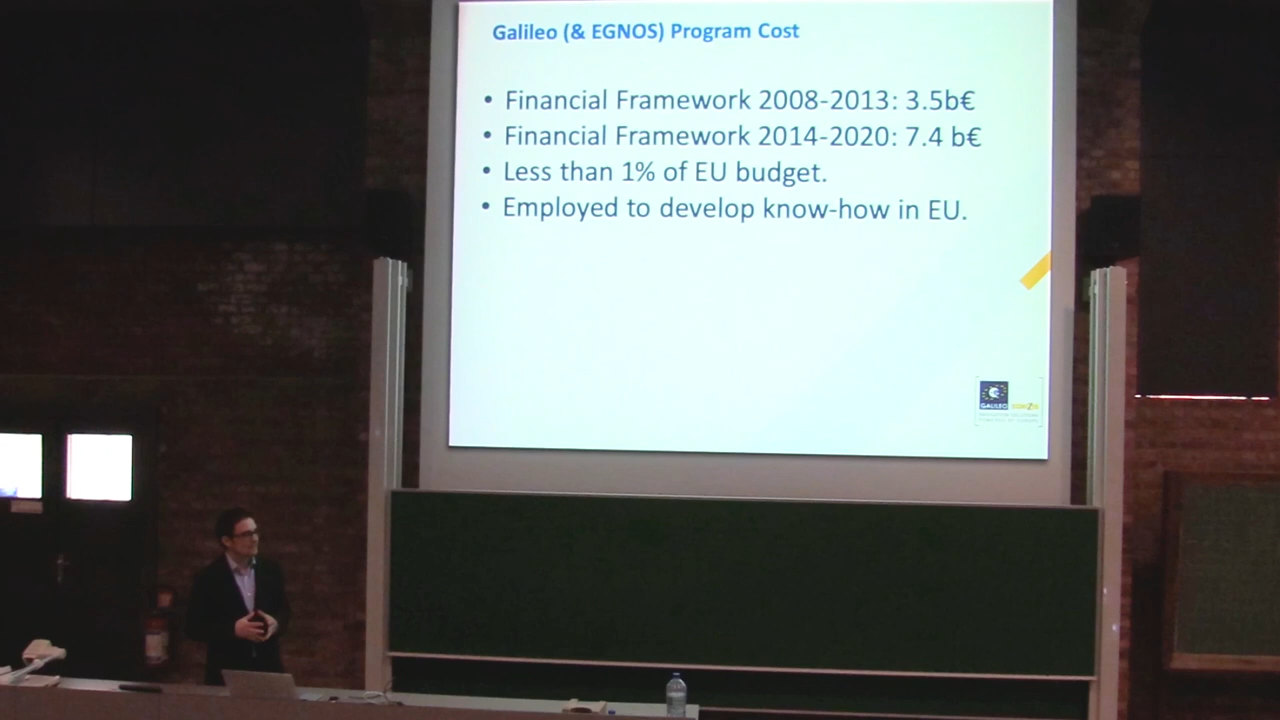 Galileo (& EGNOS) Program Cost
• Financial Framework 2008-2013: 3.5b€
• Financial Framework 2014-2020: 7.4 b€
• Less than 1% of EU budget.
• Employed to develop know-how in EU.
GALILEO